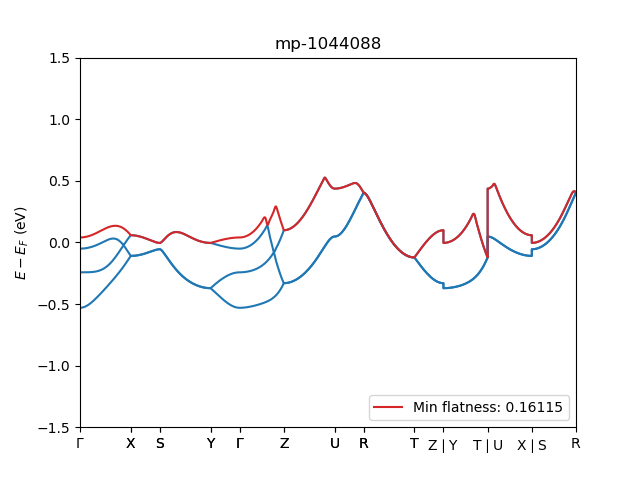 mp-1044088
E − E_F (eV)
1.5
1.0
0.5
0.0
−0.5
−1.0
−1.5
Min flatness: 0.16115
Γ X S Y Γ Z U R T Z | Y T | U X | S R